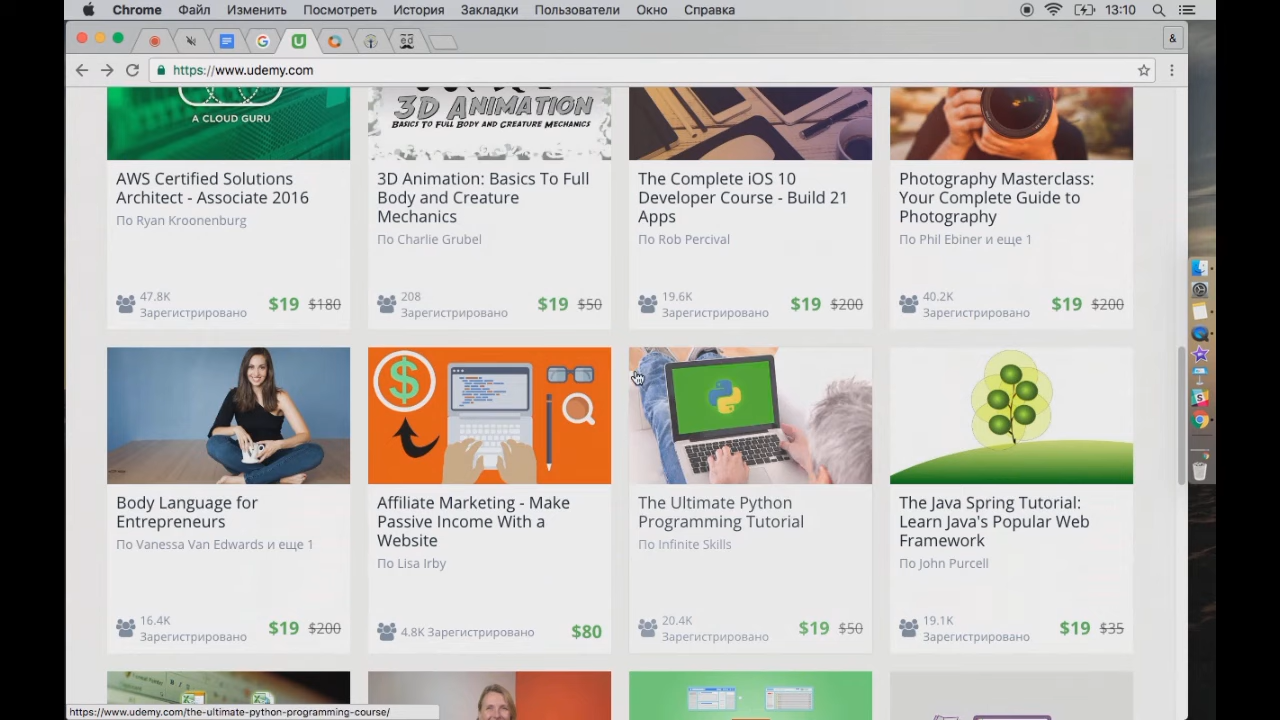 Chrome Файл Изменить Посмотреть История Закладки Пользователи Окно Справка 13:10
&
https://www.udemy.com
A CLOUD GURU
3D ANIMATION
BASICS TO FULL BODY AND CREATURE MECHANICS
AWS Certified Solutions
Architect - Associate 2016
По Ryan Kroonenburg
47.8K
Зарегистрировано
$19 $180
3D Animation: Basics To Full
Body and Creature
Mechanics
По Charlie Grubel
208
Зарегистрировано
$19 $50
The Complete iOS 10
Developer Course - Build 21
Apps
По Rob Percival
19.6K
Зарегистрировано
$19 $200
Photography Masterclass:
Your Complete Guide to
Photography
По Phil Ebiner и еще 1
40.2K
Зарегистрировано
$19 $200
Body Language for
Entrepreneurs
По Vanessa Van Edwards и еще 1
16.4K
Зарегистрировано
$19 $200
Affiliate Marketing - Make
Passive Income With a
Website
По Lisa Irby
4.8K Зарегистрировано
$80
The Ultimate Python
Programming Tutorial
По Infinite Skills
20.4K
Зарегистрировано
$19 $50
The Java Spring Tutorial:
Learn Java's Popular Web
Framework
По John Purcell
19.1K
Зарегистрировано
$19 $35
https://www.udemy.com/the-ultimate-python-programming-course/